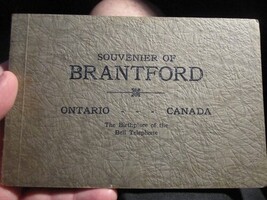 SOUVENIER OF
BRANTFORD
ONTARIO - - - CANADA
The Birthplace of the
Bell Telephone